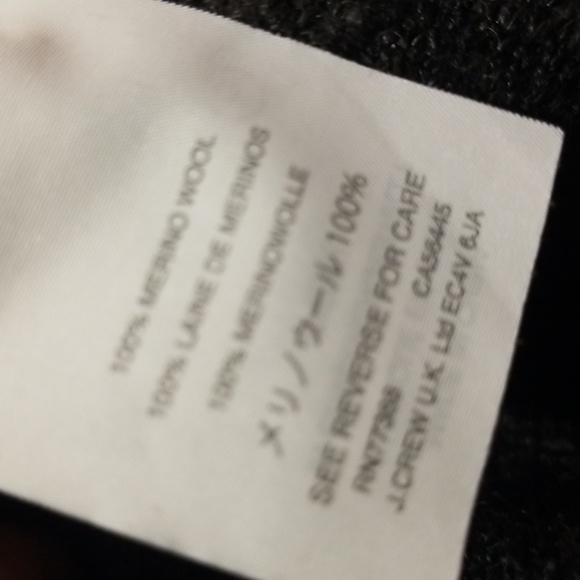 100% MERINO WOOL
100% LAINE DE MERINOS
100% MERINOWOLLE
メリノウール 100%
SEE REVERSE FOR CARE
RN77388 CA56445
J.CREW U.K. Ltd EC4V 6JA